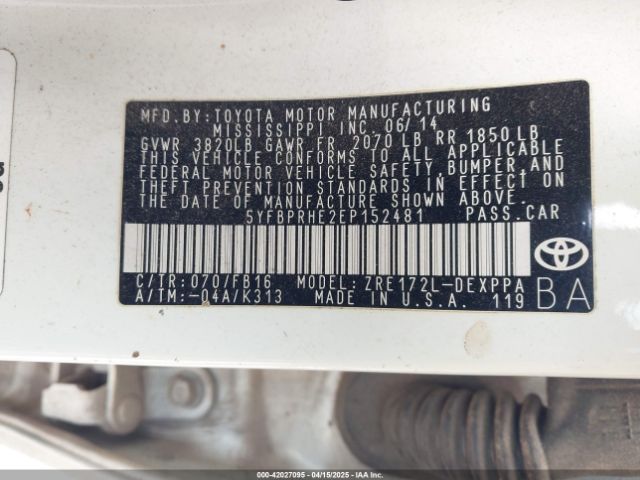 MFD. BY: TOYOTA MOTOR MANUFACTURING
MISSISSIPPI INC. 06/14
GVWR 3820LB GAWR FR 2070 LB RR 1850 LB
THIS VEHICLE CONFORMS TO ALL APPLICABLE
FEDERAL MOTOR VEHICLE SAFETY, BUMPER, AND
THEFT PREVENTION STANDARDS IN EFFECT ON
THE DATE OF MANUFACTURE SHOWN ABOVE.
5YFBPRHE2EP152481 PASS. CAR
C/TR: 070/FB16 MODEL: ZRE172L-DEXPPA
A/TM: -04A/K313 MADE IN U.S.A. 119 BA
000-42027095 - 04/15/2025 - IAAI US, INC